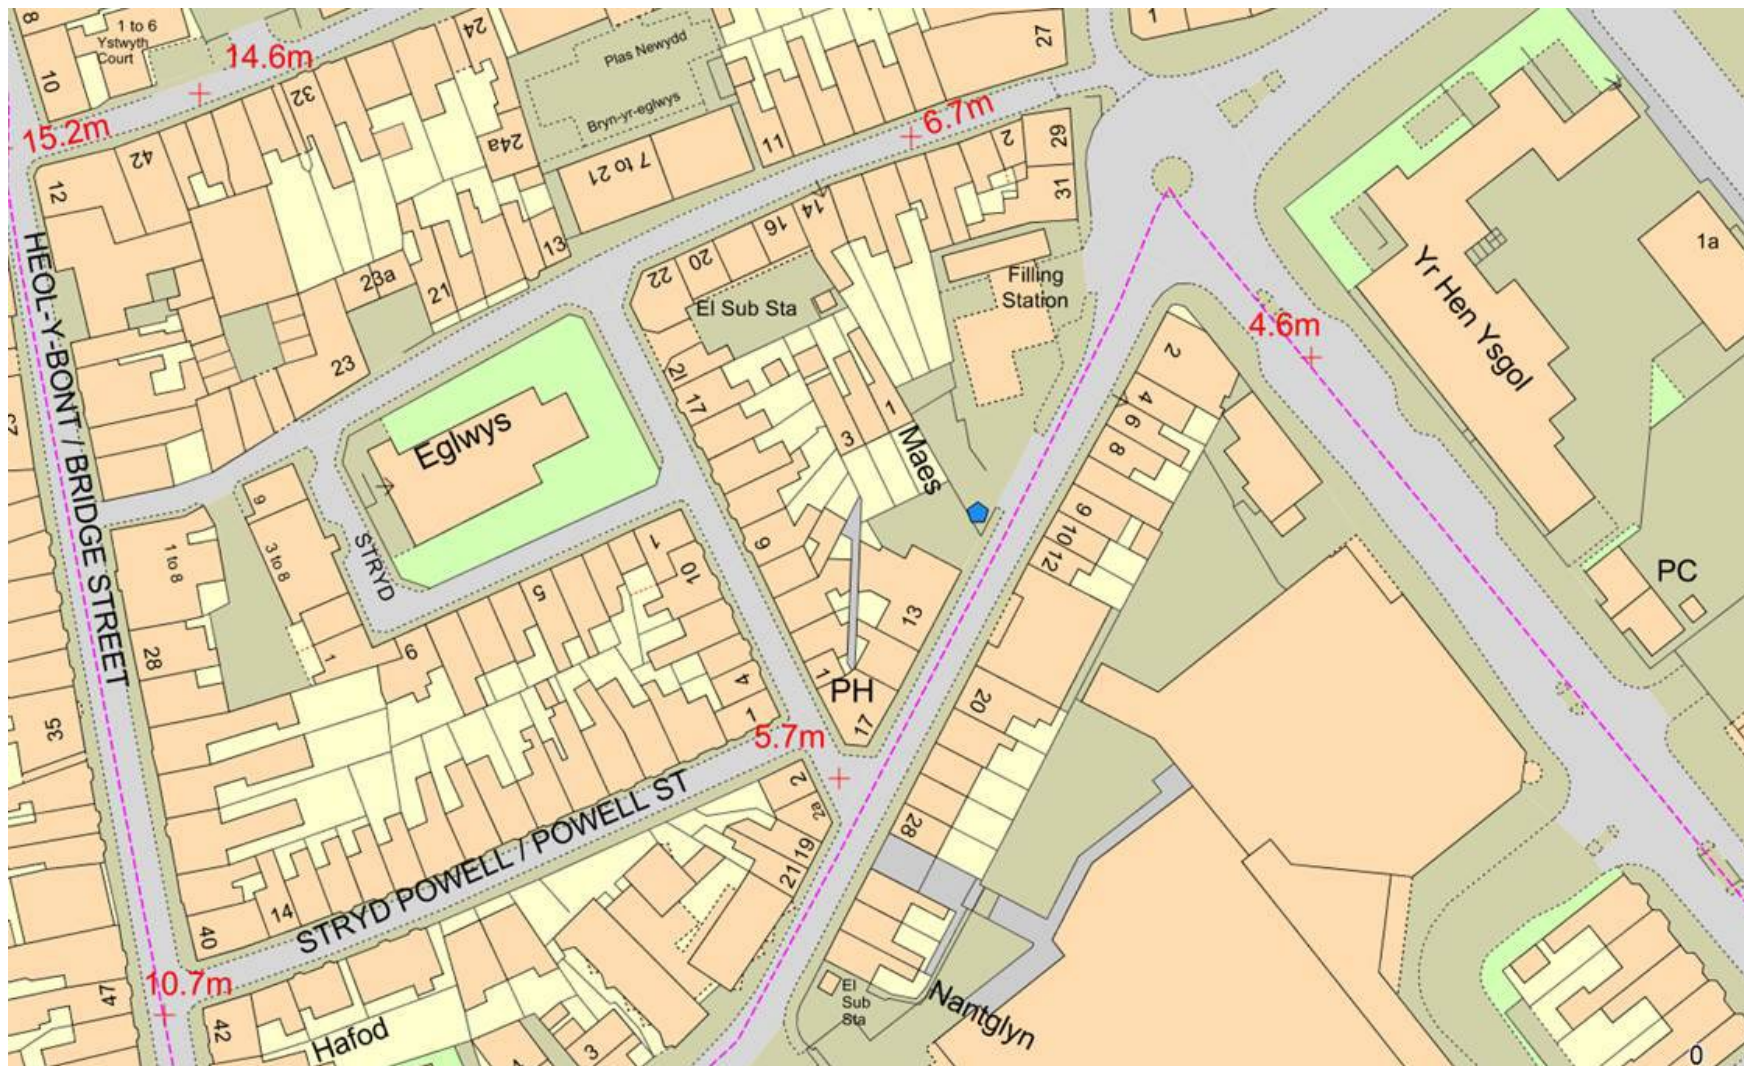 8
1 to 6
Ystwyth
Court
10
14.6m
24
Plas Newydd
27
1
32
15.2m
42
24a
Bryn-yr-eglwys
11
6.7m
2
29
12
7 to 21
31
14
16
13
20
22
1a
23a
21
Filling
Station
El Sub Sta
Yr Hen Ysgol
4.6m
HEOL-Y-BONT / BRIDGE STREET
23
21
17
2
4
6
8
1
3
Maes
Eglwys
9
1 to 8
3 to 8
STRYD
1
10
5
9
9
10
12
PC
13
28
1
6
4
1
1
PH
17
20
35
5.7m
2
2a
19
21
28
STRYD POWELL / POWELL ST
14
40
10.7m
47
42
Hafod
3
El
Sub
Sta
Nantglyn
0